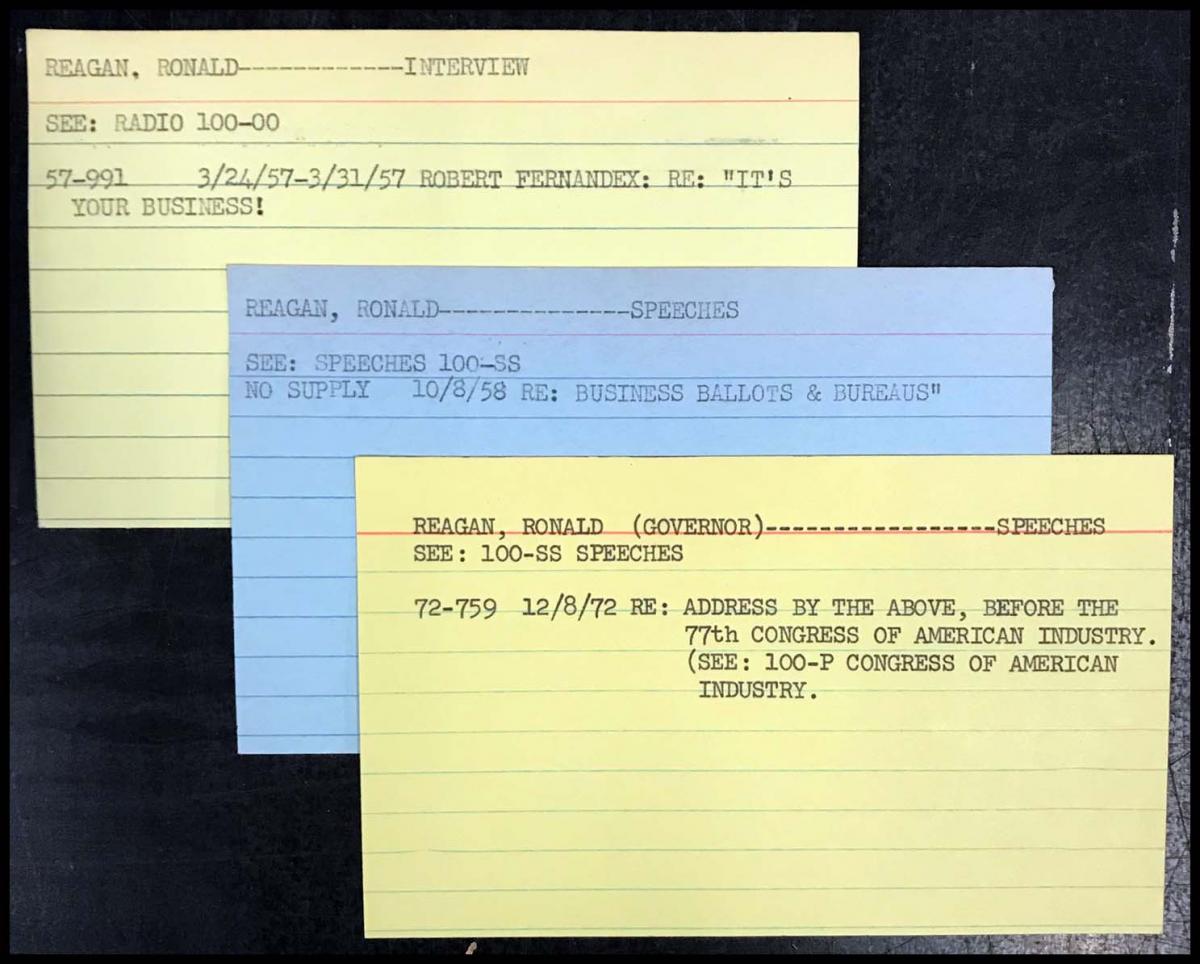 REAGAN, RONALD------------INTERVIEW
SEE: RADIO 100-00
57-991 3/24/57-3/31/57 ROBERT FERNANDEX: RE: "IT'S
YOUR BUSINESS!
REAGAN, RONALD--------------SPEECHES
SEE: SPEECHES 100-SS
NO SUPPLY 10/8/58 RE: BUSINESS BALLOTS & BUREAUS"
REAGAN, RONALD (GOVERNOR)-----------------SPEECHES
SEE: 100-SS SPEECHES
72-759 12/8/72 RE: ADDRESS BY THE ABOVE, BEFORE THE
77th CONGRESS OF AMERICAN INDUSTRY.
(SEE: 100-P CONGRESS OF AMERICAN
INDUSTRY.